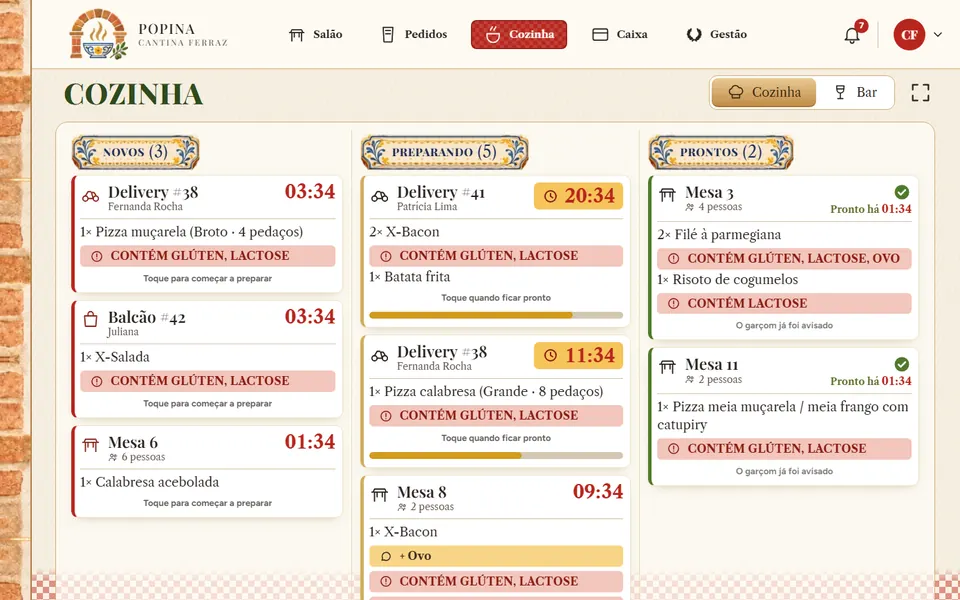 POPINA
CANTINA FERRAZ
Salão
Pedidos
Cozinha
Caixa
Gestão
7
CF
COZINHA
Cozinha
Bar
NOVOS (3)
Delivery #38
03:34
Fernanda Rocha
1× Pizza muçarela (Broto · 4 pedaços)
CONTÉM GLÚTEN, LACTOSE
Toque para começar a preparar
Balcão #42
03:34
Juliana
1× X-Salada
CONTÉM GLÚTEN, LACTOSE
Toque para começar a preparar
Mesa 6
01:34
6 pessoas
1× Calabresa acebolada
Toque para começar a preparar
PREPARANDO (5)
Delivery #41
20:34
Patrícia Lima
2× X-Bacon
CONTÉM GLÚTEN, LACTOSE
1× Batata frita
Toque quando ficar pronto
Delivery #38
11:34
Fernanda Rocha
1× Pizza calabresa (Grande · 8 pedaços)
CONTÉM GLÚTEN, LACTOSE
Toque quando ficar pronto
Mesa 8
09:34
2 pessoas
1× X-Bacon
+ Ovo
CONTÉM GLÚTEN, LACTOSE
PRONTOS (2)
Mesa 3
4 pessoas
Pronto há 01:34
2× Filé à parmegiana
CONTÉM GLÚTEN, LACTOSE, OVO
1× Risoto de cogumelos
CONTÉM LACTOSE
O garçom já foi avisado
Mesa 11
2 pessoas
Pronto há 01:34
1× Pizza meia muçarela / meia frango com
catupiry
CONTÉM GLÚTEN, LACTOSE
O garçom já foi avisado